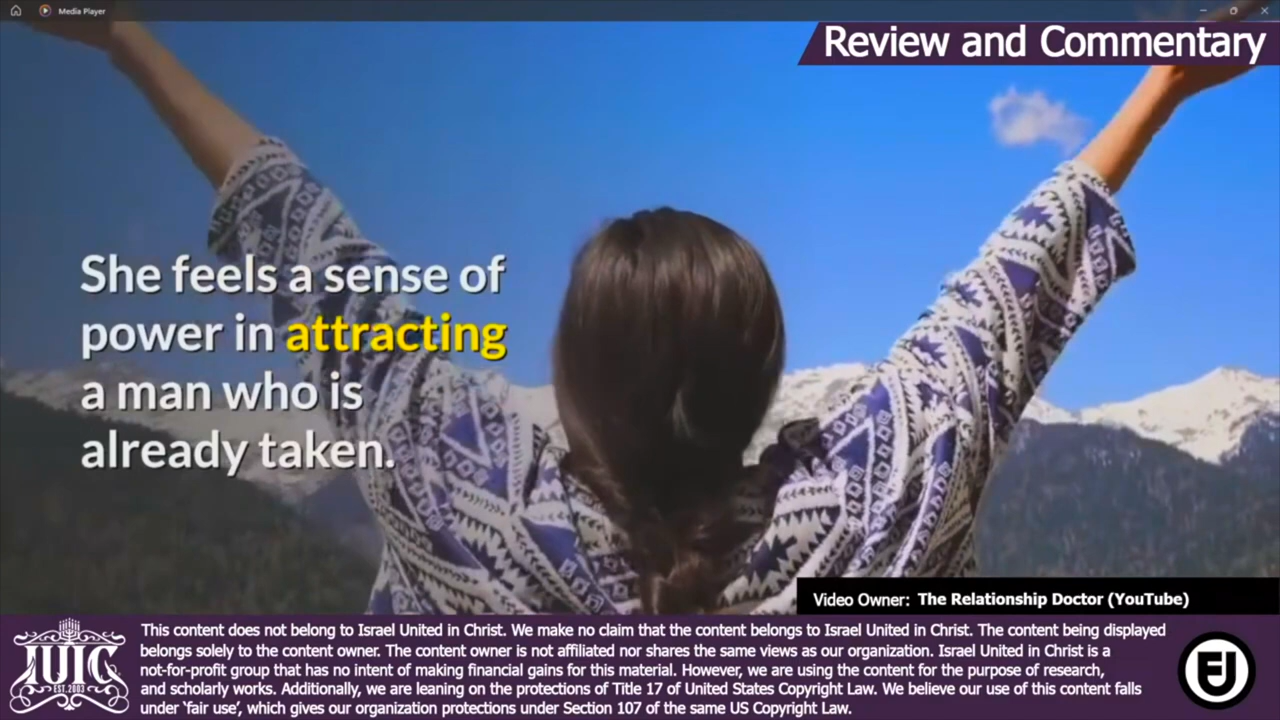 Media Player
Review and Commentary
She feels a sense of
power in attracting
a man who is
already taken.
Video Owner: The Relationship Doctor (YouTube)
IUIC
EST.2003
This content does not belong to Israel United in Christ. We make no claim that the content belongs to Israel United in Christ. The content being displayed
belongs solely to the content owner. The content owner is not affiliated nor shares the same views as our organization. Israel United in Christ is a
not-for-profit group that has no intent of making financial gains for this material. However, we are using the content for the purpose of research,
and scholarly works. Additionally, we are leaning on the protections of Title 17 of United States Copyright Law. We believe our use of this content falls
under ‘fair use’, which gives our organization protections under Section 107 of the same US Copyright Law.